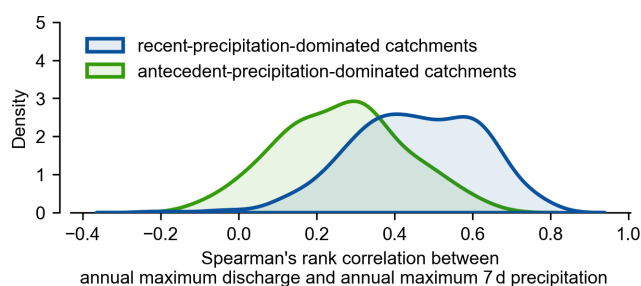 5
4
3
2
1
0
Density
recent-precipitation-dominated catchments
antecedent-precipitation-dominated catchments
−0.4 −0.2 0.0 0.2 0.4 0.6 0.8 1.0
Spearman's rank correlation between
annual maximum discharge and annual maximum 7 d precipitation